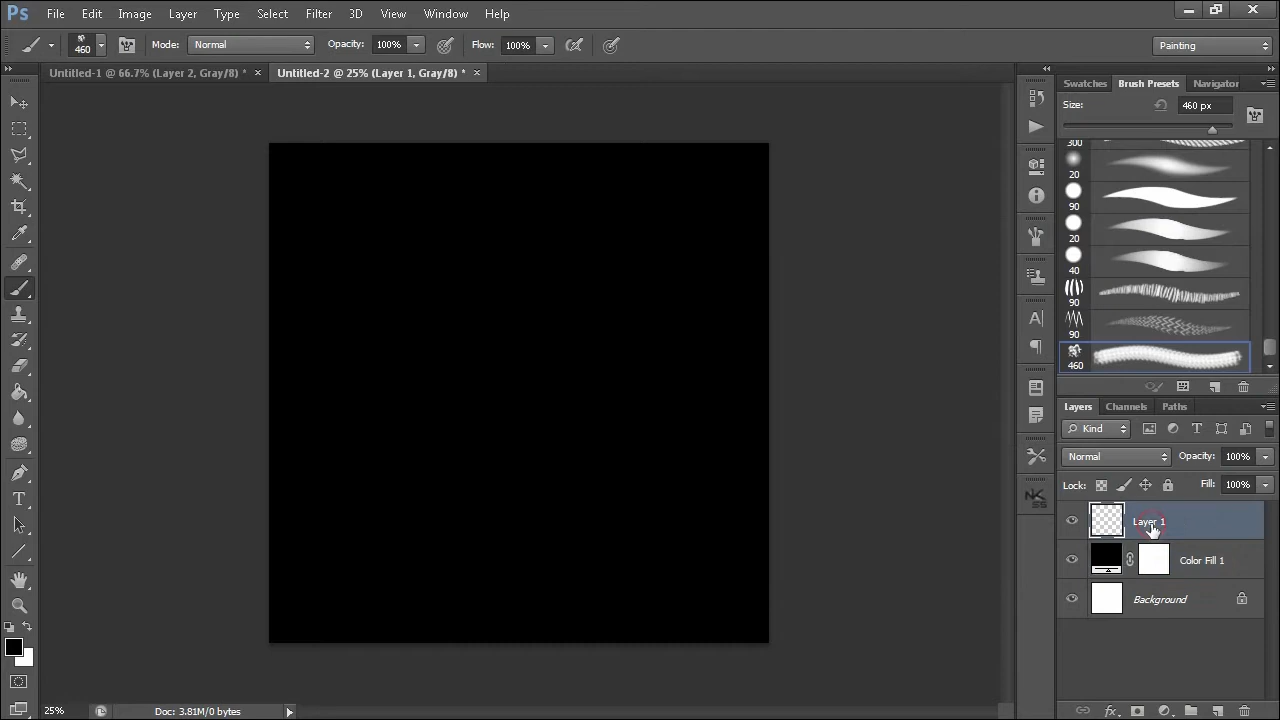 Ps File Edit Image Layer Type Select Filter 3D View Window Help
460 Mode: Normal Opacity: 100% Flow: 100% Painting
Untitled-1 @ 66.7% (Layer 2, Gray/8) * × Untitled-2 @ 25% (Layer 1, Gray/8) * ×
Swatches Brush Presets Navigator
Size: 460 px
300
20
90
20
40
90
90
460
Layers Channels Paths
Kind
Normal Opacity: 100%
Lock: Fill: 100%
Layer 1
Color Fill 1
Background
25% Doc: 3.81M/0 bytes